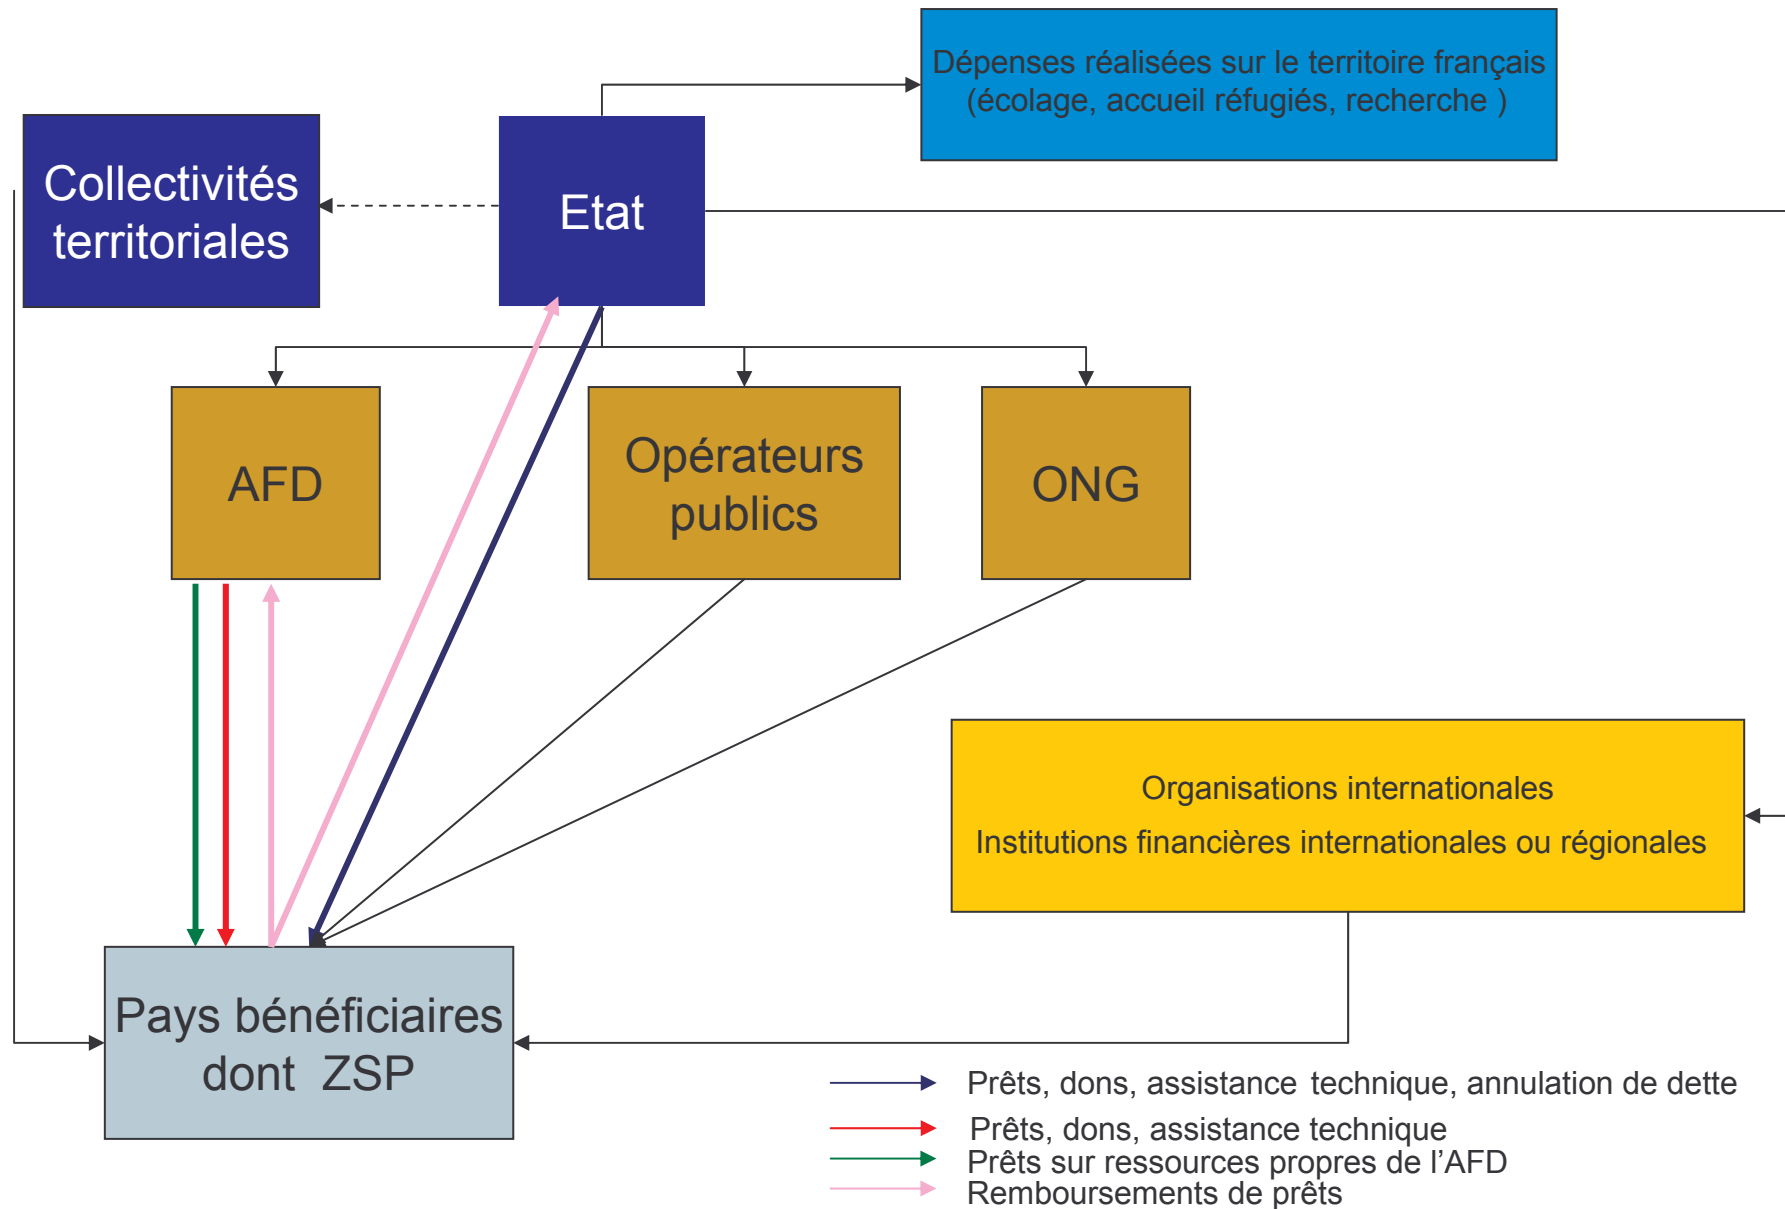 Dépenses réalisées sur le territoire français
(écolage, accueil réfugiés, recherche )
Collectivités
territoriales
Etat
AFD
Opérateurs
publics
ONG
Organisations internationales
Institutions financières internationales ou régionales
Pays bénéficiaires
dont ZSP
Prêts, dons, assistance technique, annulation de dette
Prêts, dons, assistance technique
Prêts sur ressources propres de l’AFD
Remboursements de prêts